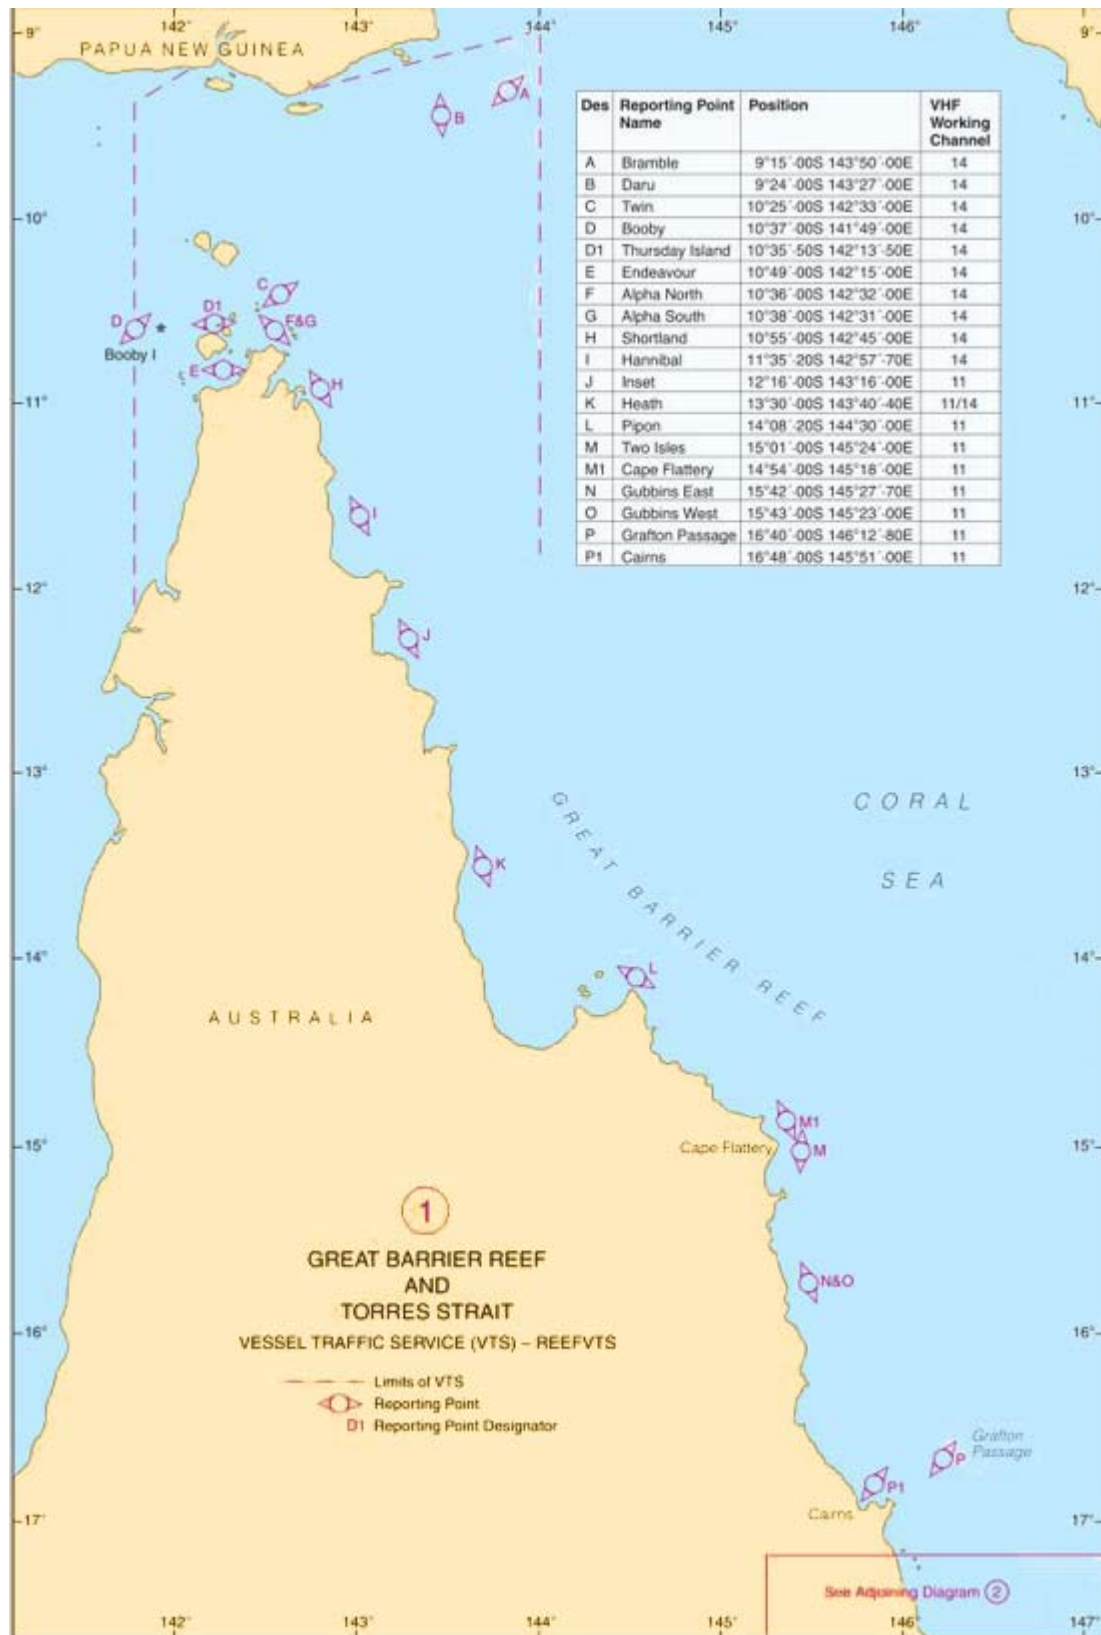 142° 143° 144° 145° 146°
9° 9°
PAPUA NEW GUINEA
A
B
Des Reporting Point Name Position VHF Working Channel
A Bramble 9°15´-00S 143°50´-00E 14
B Daru 9°24´-00S 143°27´-00E 14
C Twin 10°25´-00S 142°33´-00E 14
D Booby 10°37´-00S 141°49´-00E 14
D1 Thursday Island 10°35´-50S 142°13´-50E 14
E Endeavour 10°49´-00S 142°15´-00E 14
F Alpha North 10°36´-00S 142°32´-00E 14
G Alpha South 10°38´-00S 142°31´-00E 14
H Shortland 10°55´-00S 142°45´-00E 14
I Hannibal 11°35´-20S 142°57´-70E 14
J Inset 12°16´-00S 143°16´-00E 11
K Heath 13°30´-00S 143°40´-40E 11/14
L Pipon 14°08´-20S 144°30´-00E 11
M Two Isles 15°01´-00S 145°24´-00E 11
M1 Cape Flattery 14°54´-00S 145°18´-00E 11
N Gubbins East 15°42´-00S 145°27´-70E 11
O Gubbins West 15°43´-00S 145°23´-00E 11
P Grafton Passage 16°40´-00S 146°12´-80E 11
P1 Cairns 16°48´-00S 145°51´-00E 11
10° 10°
C
D1
D F&G
Booby I
E
H
11° 11°
I
12° 12°
J
13° 13°
CORAL
SEA
GREAT BARRIER REEF
K
14° 14°
L
AUSTRALIA
M1
Cape Flattery M
15° 15°
1
GREAT BARRIER REEF
AND
TORRES STRAIT
VESSEL TRAFFIC SERVICE (VTS) – REEFVTS
N&O
16° 16°
Limits of VTS
Reporting Point
D1 Reporting Point Designator
Grafton
Passage
P
P1
Cairns
17° 17°
See Adjoining Diagram 2
142° 143° 144° 145° 146°